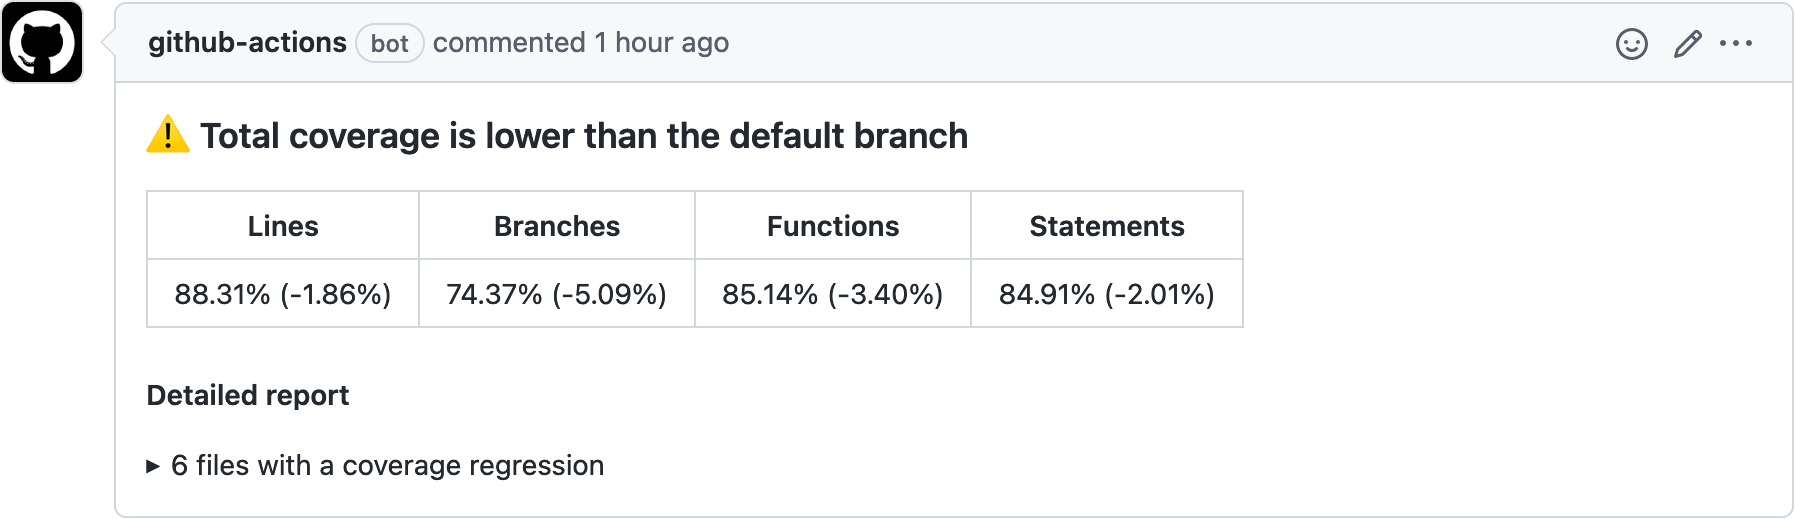 github-actions bot commented 1 hour ago
Total coverage is lower than the default branch
Lines Branches Functions Statements
88.31% (-1.86%) 74.37% (-5.09%) 85.14% (-3.40%) 84.91% (-2.01%)
Detailed report
6 files with a coverage regression